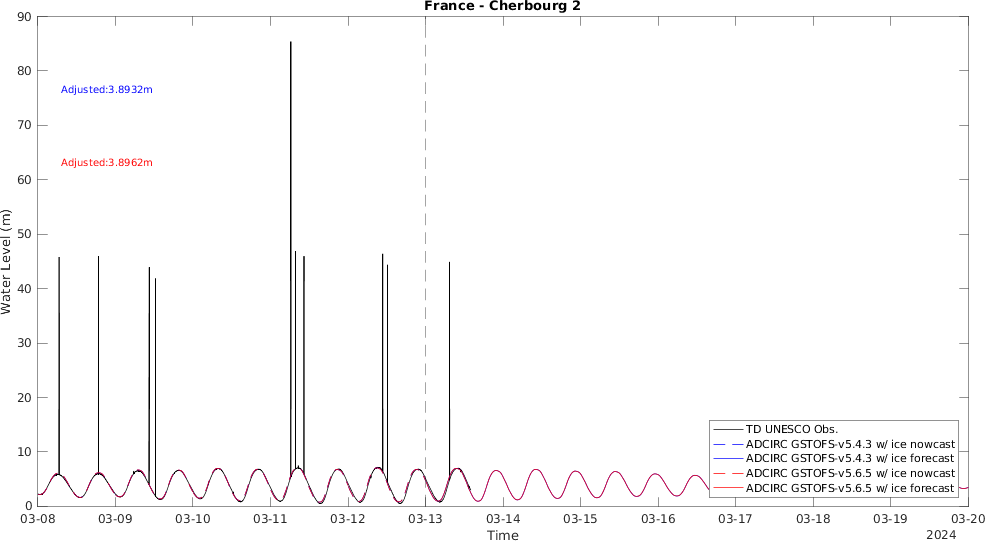 France - Cherbourg 2
90
80
70
60
50
40
30
20
10
0
Water Level (m)
Adjusted:3.8932m
Adjusted:3.8962m
TD UNESCO Obs.
ADCIRC GSTOFS-v5.4.3 w/ ice nowcast
ADCIRC GSTOFS-v5.4.3 w/ ice forecast
ADCIRC GSTOFS-v5.6.5 w/ ice nowcast
ADCIRC GSTOFS-v5.6.5 w/ ice forecast
03-08 03-09 03-10 03-11 03-12 03-13 03-14 03-15 03-16 03-17 03-18 03-19 03-20
Time
2024